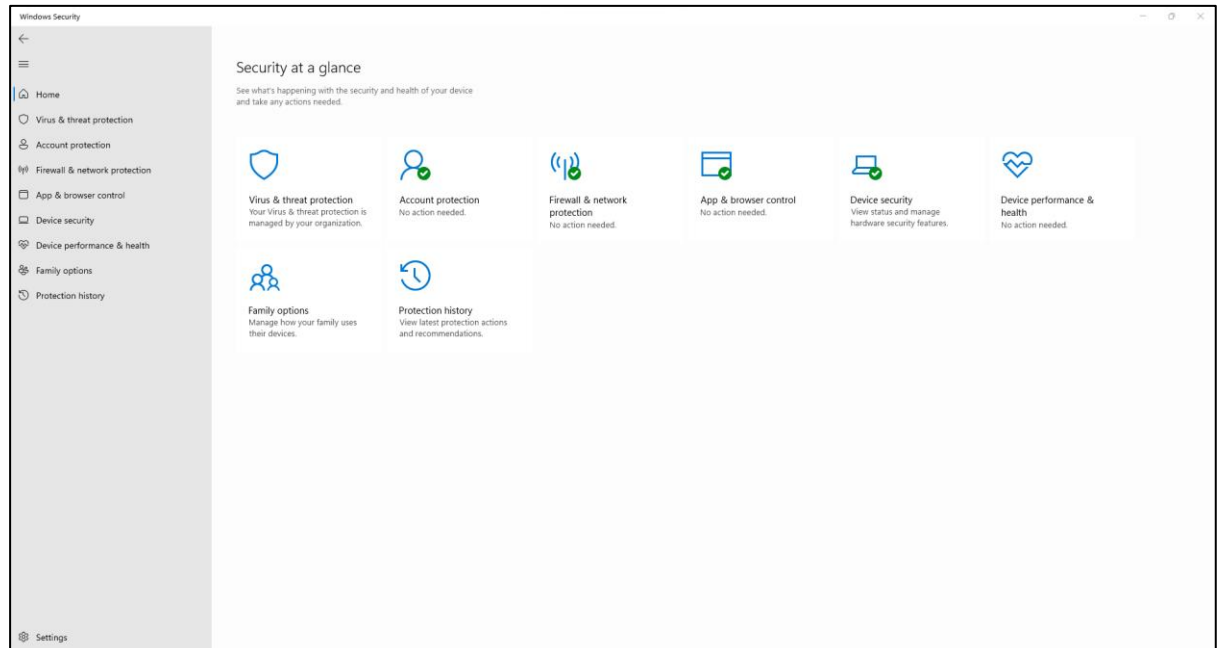 Windows Security
Home
Virus & threat protection
Account protection
Firewall & network protection
App & browser control
Device security
Device performance & health
Family options
Protection history
Settings
Security at a glance
See what's happening with the security and health of your device
and take any actions needed.
Virus & threat protection
Your Virus & threat protection is
managed by your organization.
Account protection
No action needed.
Firewall & network
protection
No action needed.
App & browser control
No action needed.
Device security
View status and manage
hardware security features.
Device performance &
health
No action needed.
Family options
Manage how your family uses
their devices.
Protection history
View latest protection actions
and recommendations.